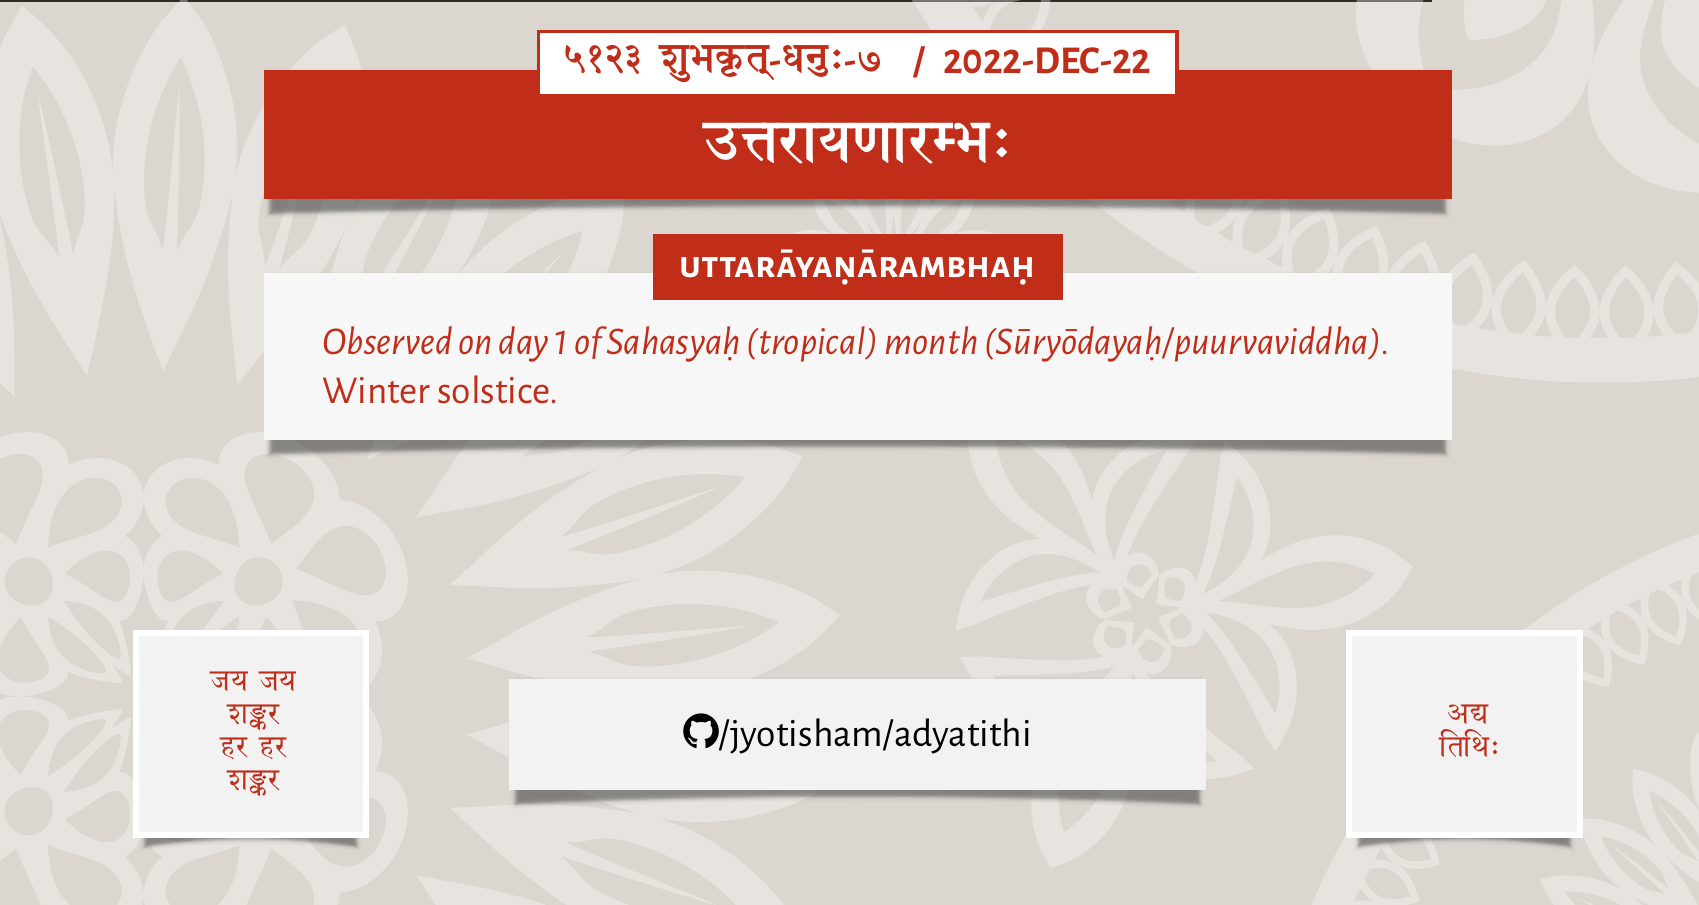 ५१२३ शुभकृत्-धनुः-७ / 2022-DEC-22
उत्तरायणारम्भः
UTTARĀYAṆĀRAMBHAḤ
Observed on day 1 of Sahasyaḥ (tropical) month (Sūryōdayaḥ/puurvaviddha).
Winter solstice.
जय जय
शङ्कर
हर हर
शङ्कर
/jyotisham/adyatithi
अद्य
तिथिः